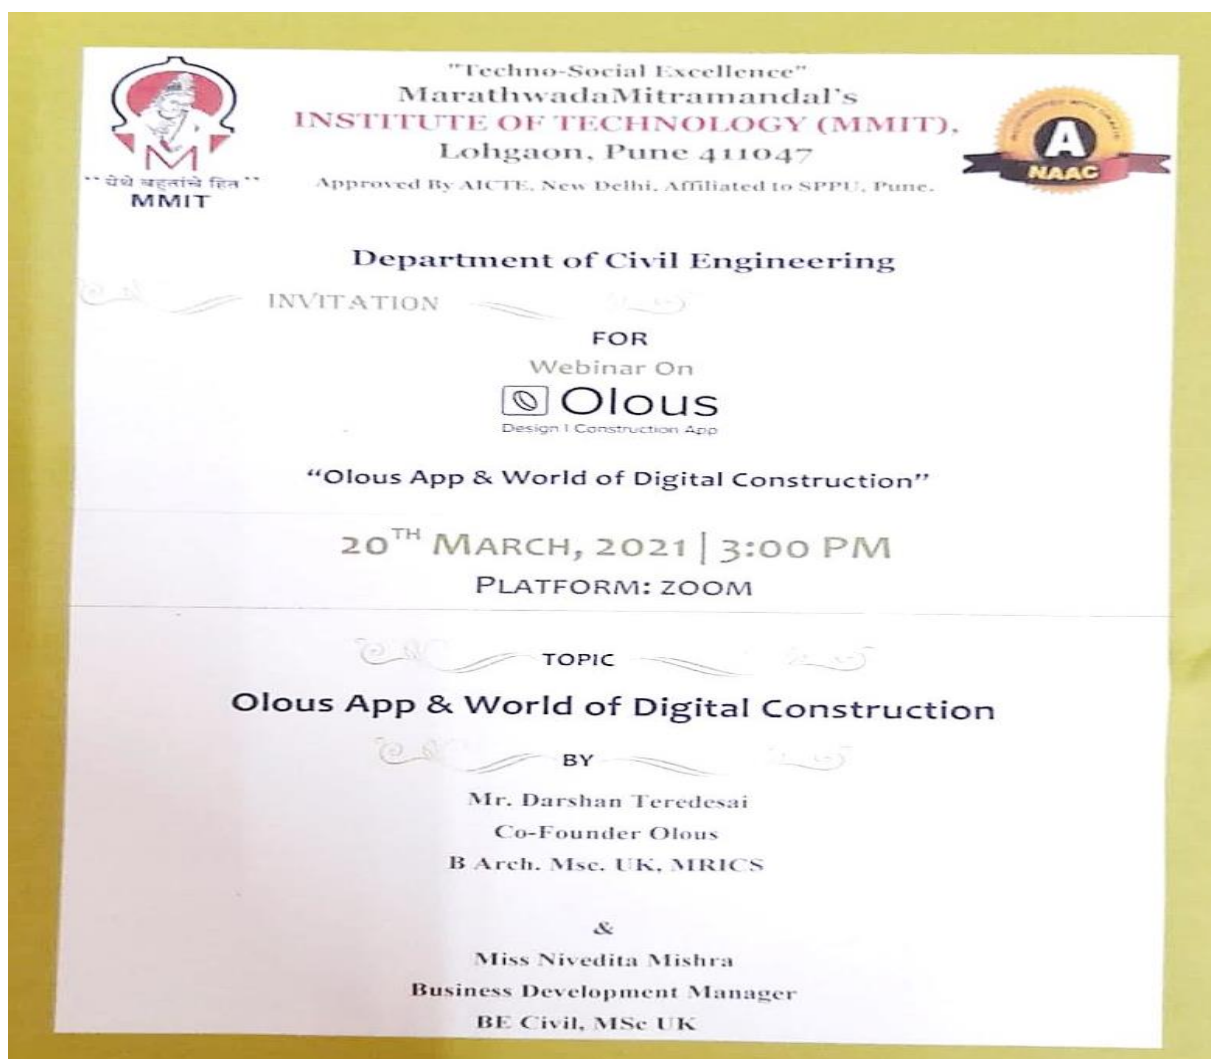 "Techno-Social Excellence"
MarathwadaMitramandal's
INSTITUTE OF TECHNOLOGY (MMIT),
Lohgaon, Pune 411047
Approved By AICTE, New Delhi, Affiliated to SPPU, Pune.
''येथे बहुतांचे हित''
MMIT
A
NAAC
Department of Civil Engineering
INVITATION
FOR
Webinar On
Olous
Design | Construction App
“Olous App & World of Digital Construction”
20TH MARCH, 2021 | 3:00 PM
PLATFORM: ZOOM
TOPIC
Olous App & World of Digital Construction
BY
Mr. Darshan Teredesai
Co-Founder Olous
B Arch. Msc. UK, MRICS
&
Miss Nivedita Mishra
Business Development Manager
BE Civil, MSc UK